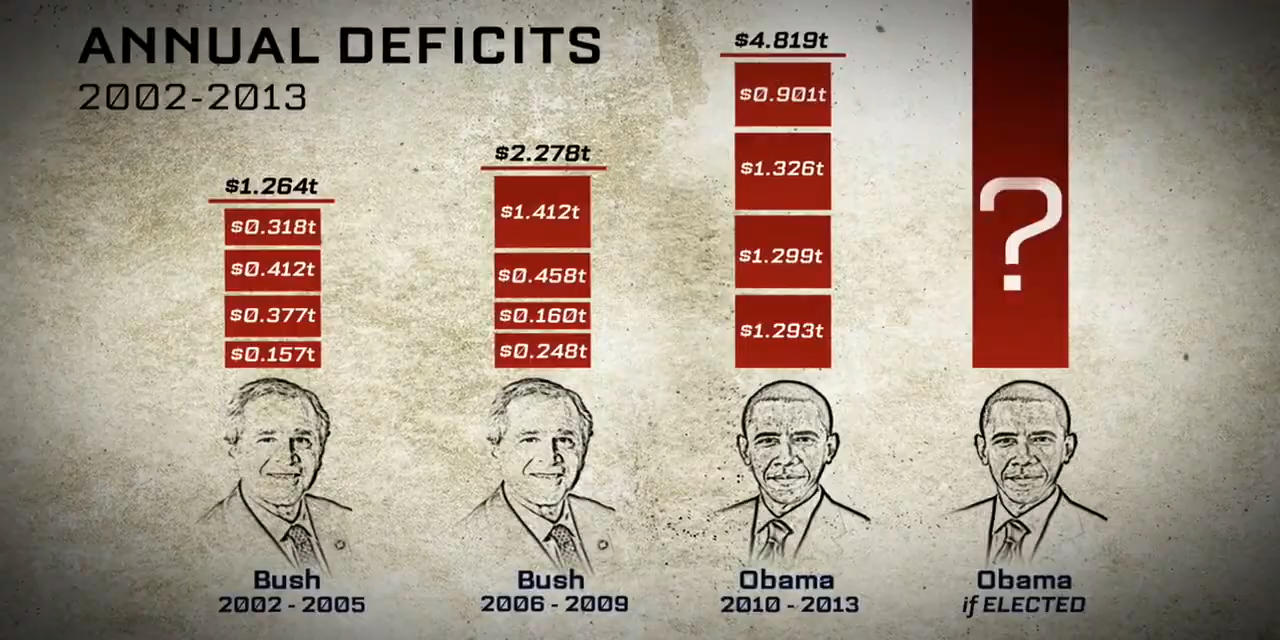 ANNUAL DEFICITS
2002-2013
$1.264t
$0.318t
$0.412t
$0.377t
$0.157t
Bush
2002 - 2005
$2.278t
$1.412t
$0.458t
$0.160t
$0.248t
Bush
2006 - 2009
$4.819t
$0.901t
$1.326t
$1.299t
$1.293t
Obama
2010 - 2013
?
Obama
if ELECTED